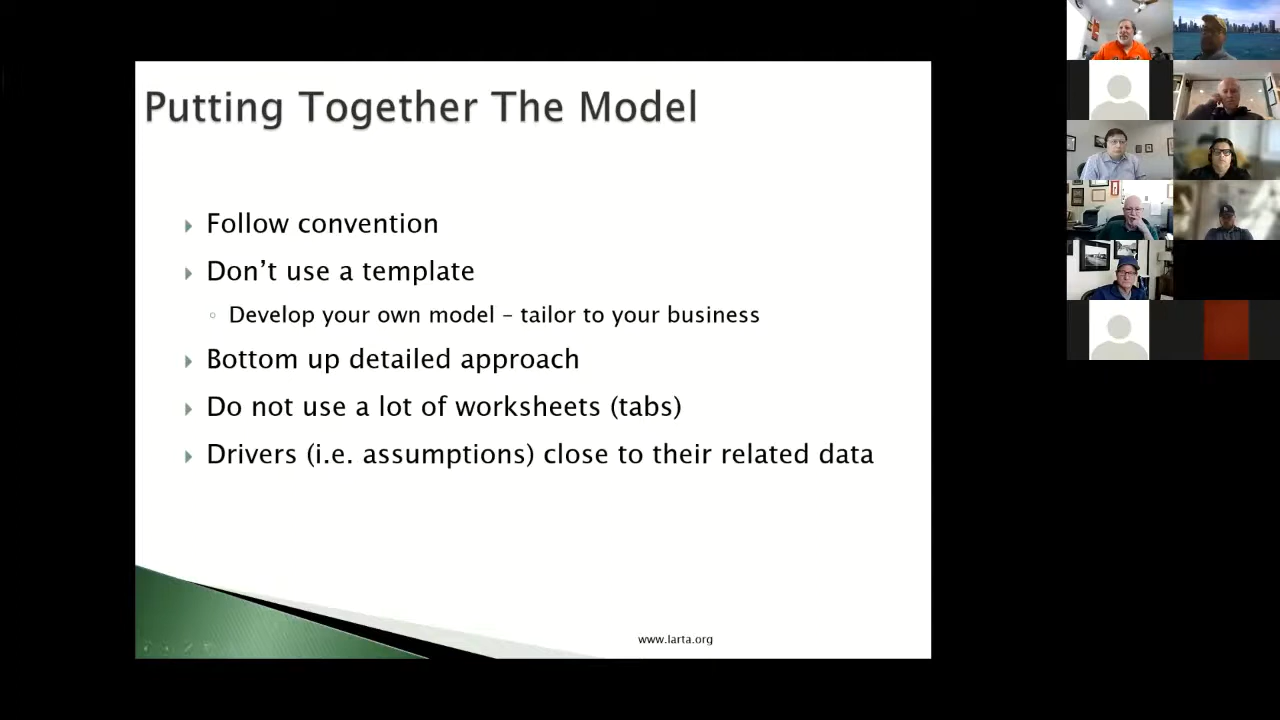 Putting Together The Model
Follow convention
Don’t use a template
Develop your own model – tailor to your business
Bottom up detailed approach
Do not use a lot of worksheets (tabs)
Drivers (i.e. assumptions) close to their related data
www.larta.org